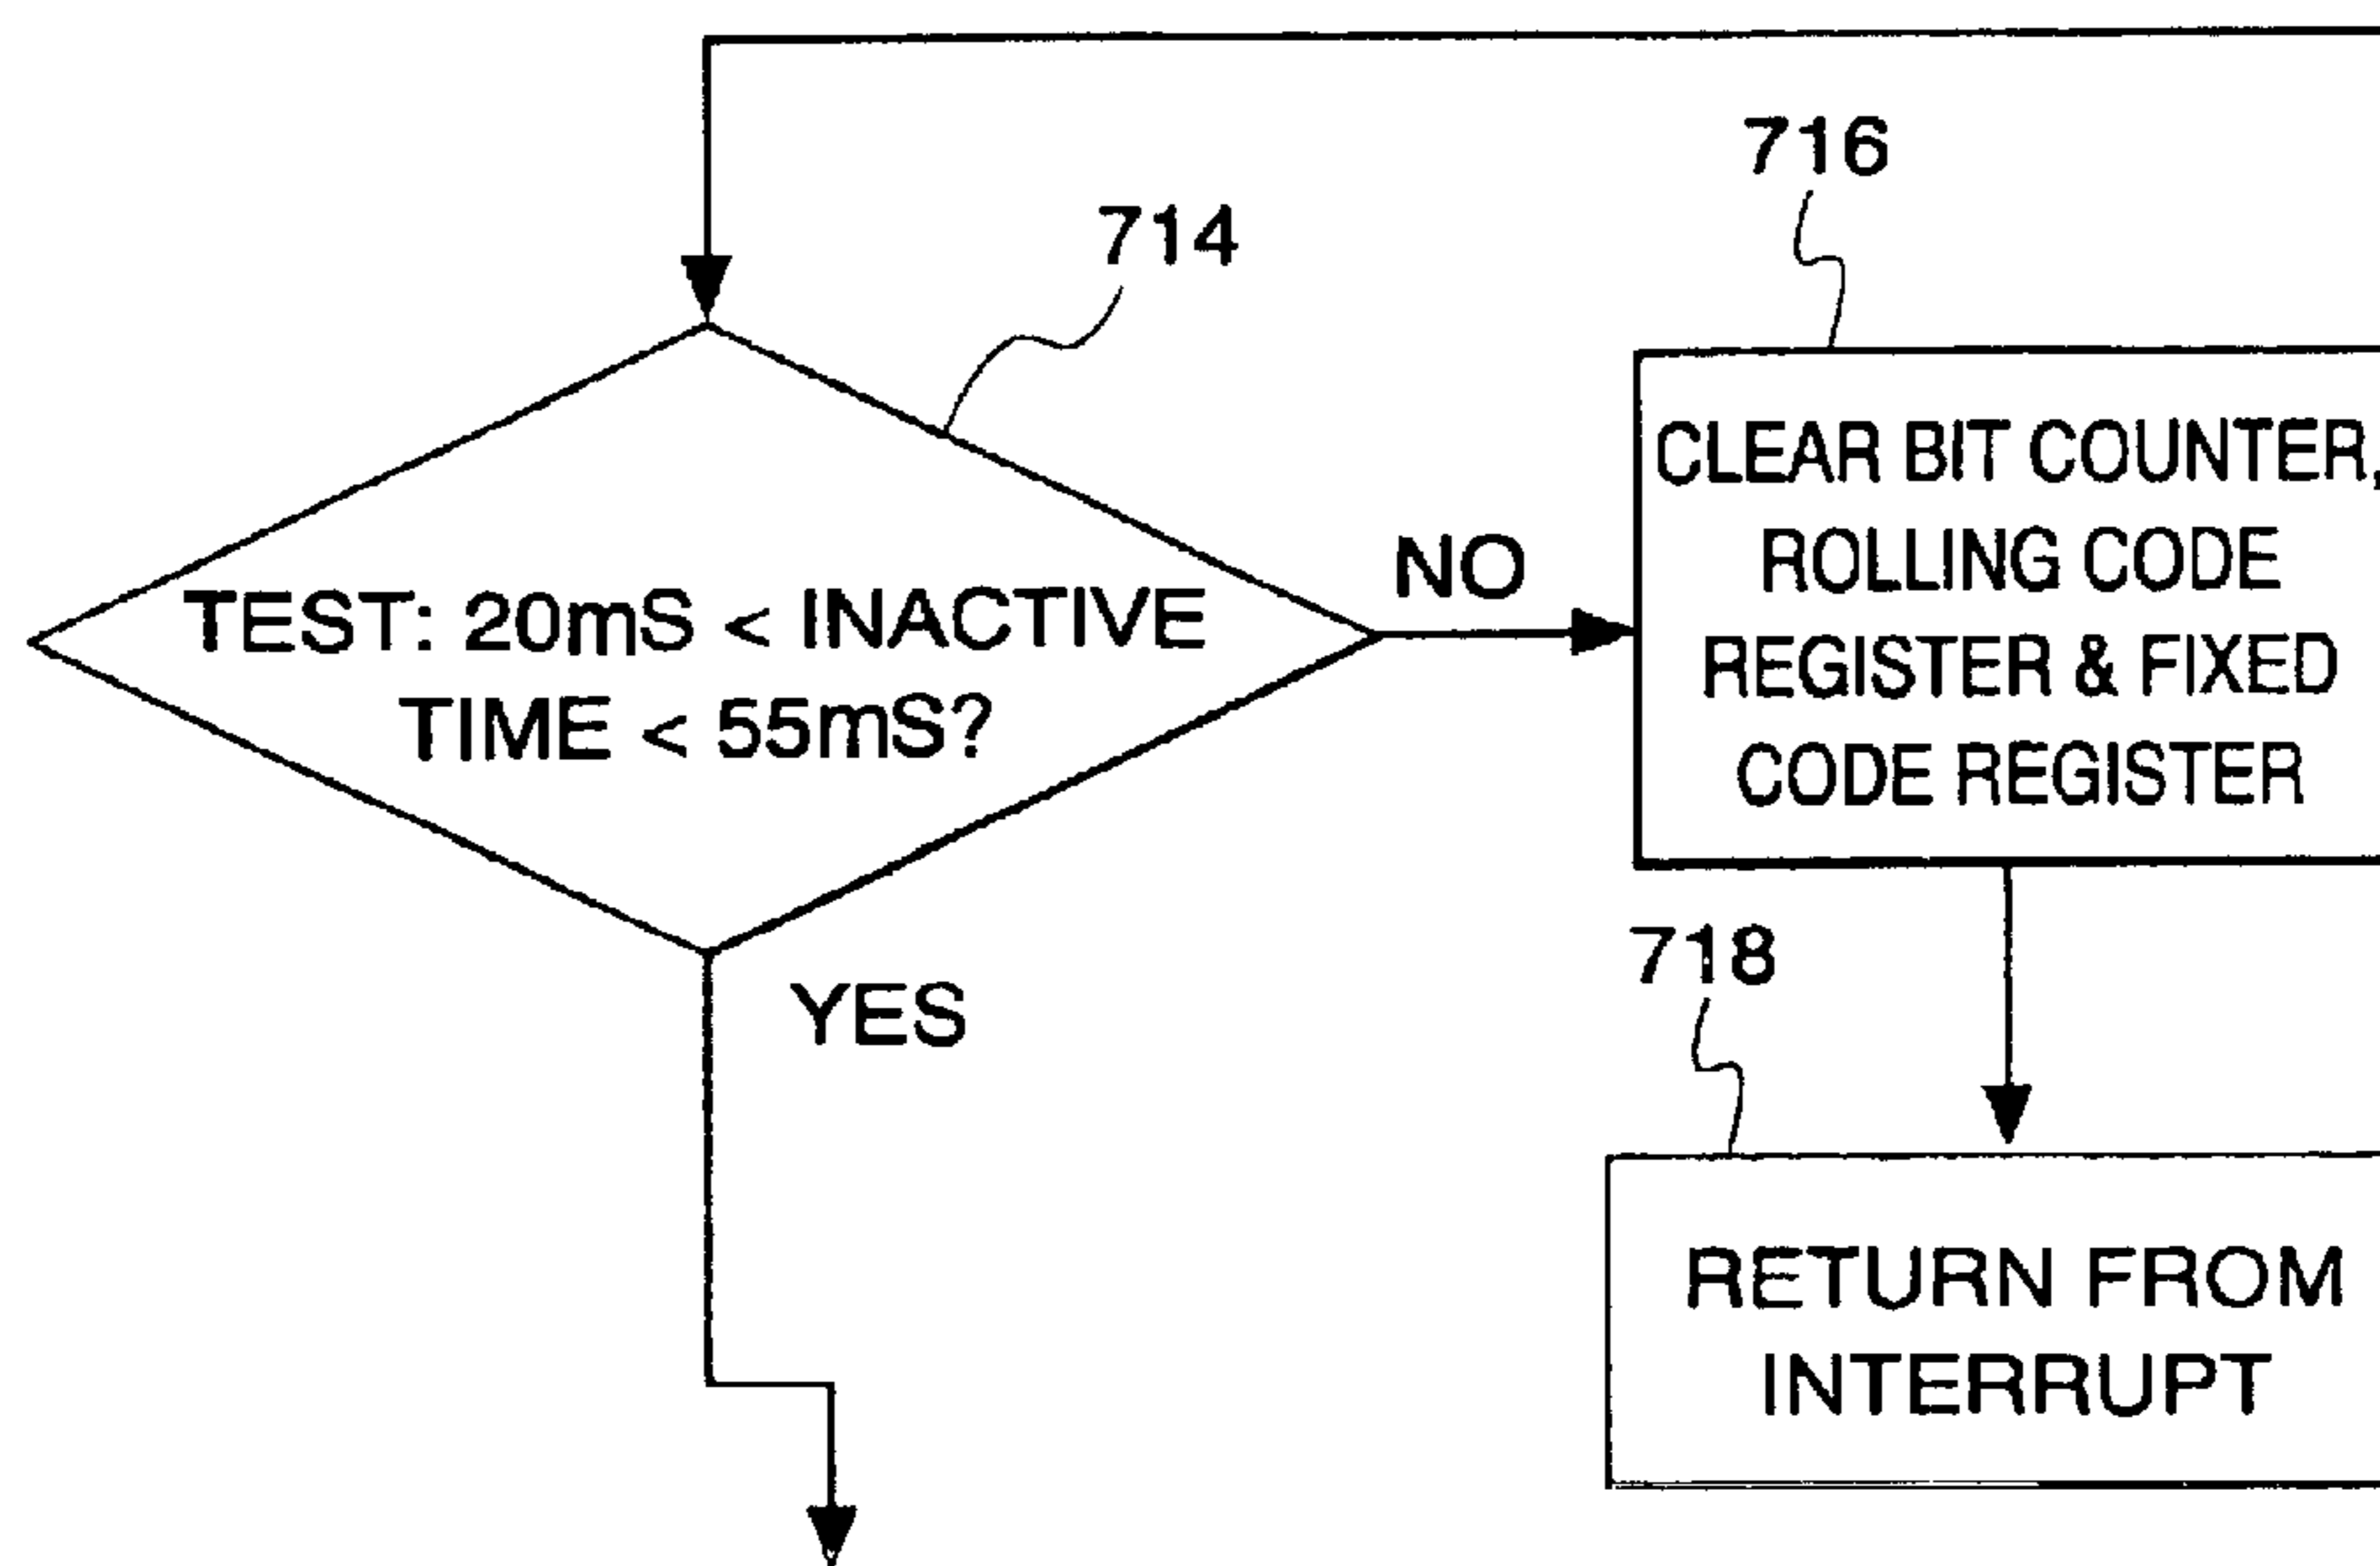 716
714
CLEAR BIT COUNTER,
ROLLING CODE
REGISTER & FIXED
CODE REGISTER
NO
TEST: 20mS < INACTIVE
TIME < 55mS?
718
YES
RETURN FROM
INTERRUPT